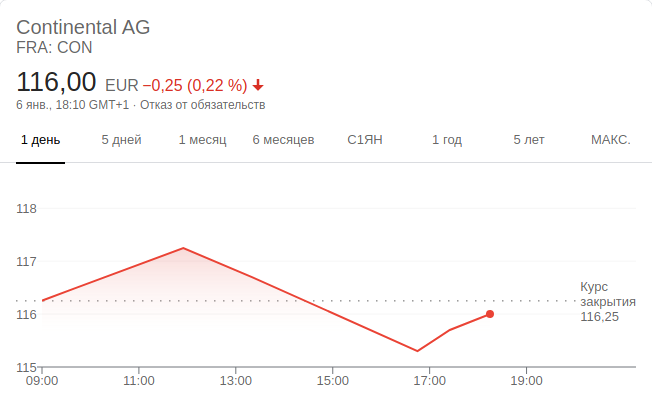 Continental AG
FRA: CON
116,00 EUR −0,25 (0,22 %)
6 янв., 18:10 GMT+1 · Отказ от обязательств
1 день 5 дней 1 месяц 6 месяцев С1ЯН 1 год 5 лет МАКС.
118
117
Курс
закрытия
116,25
116
115
09:00 11:00 13:00 15:00 17:00 19:00